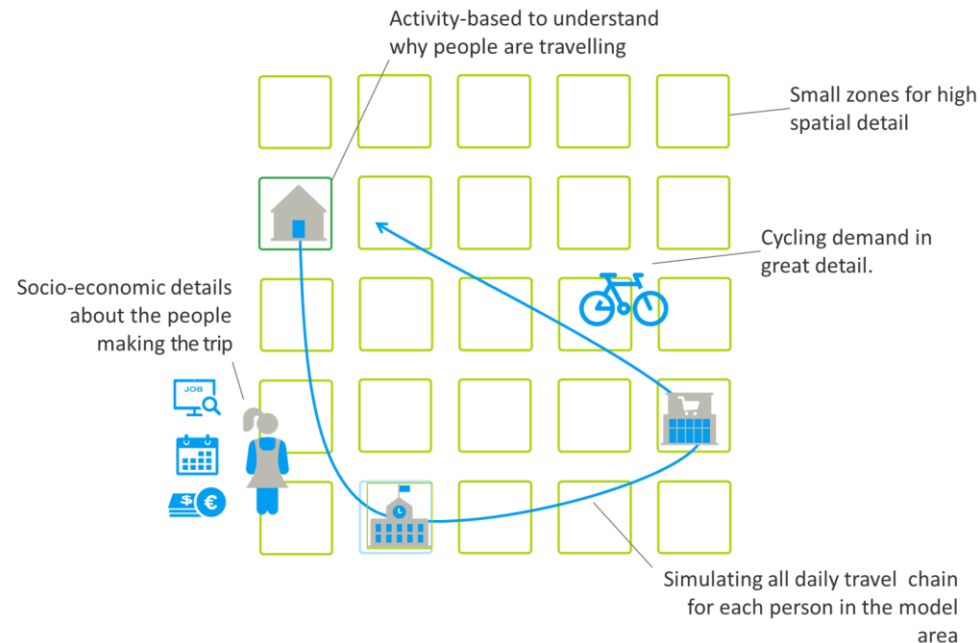 Activity-based to understand
why people are travelling
Small zones for high
spatial detail
Cycling demand in
great detail.
Socio-economic details
about the people
making the trip
JOB
$
€
Simulating all daily travel chain
for each person in the model
area